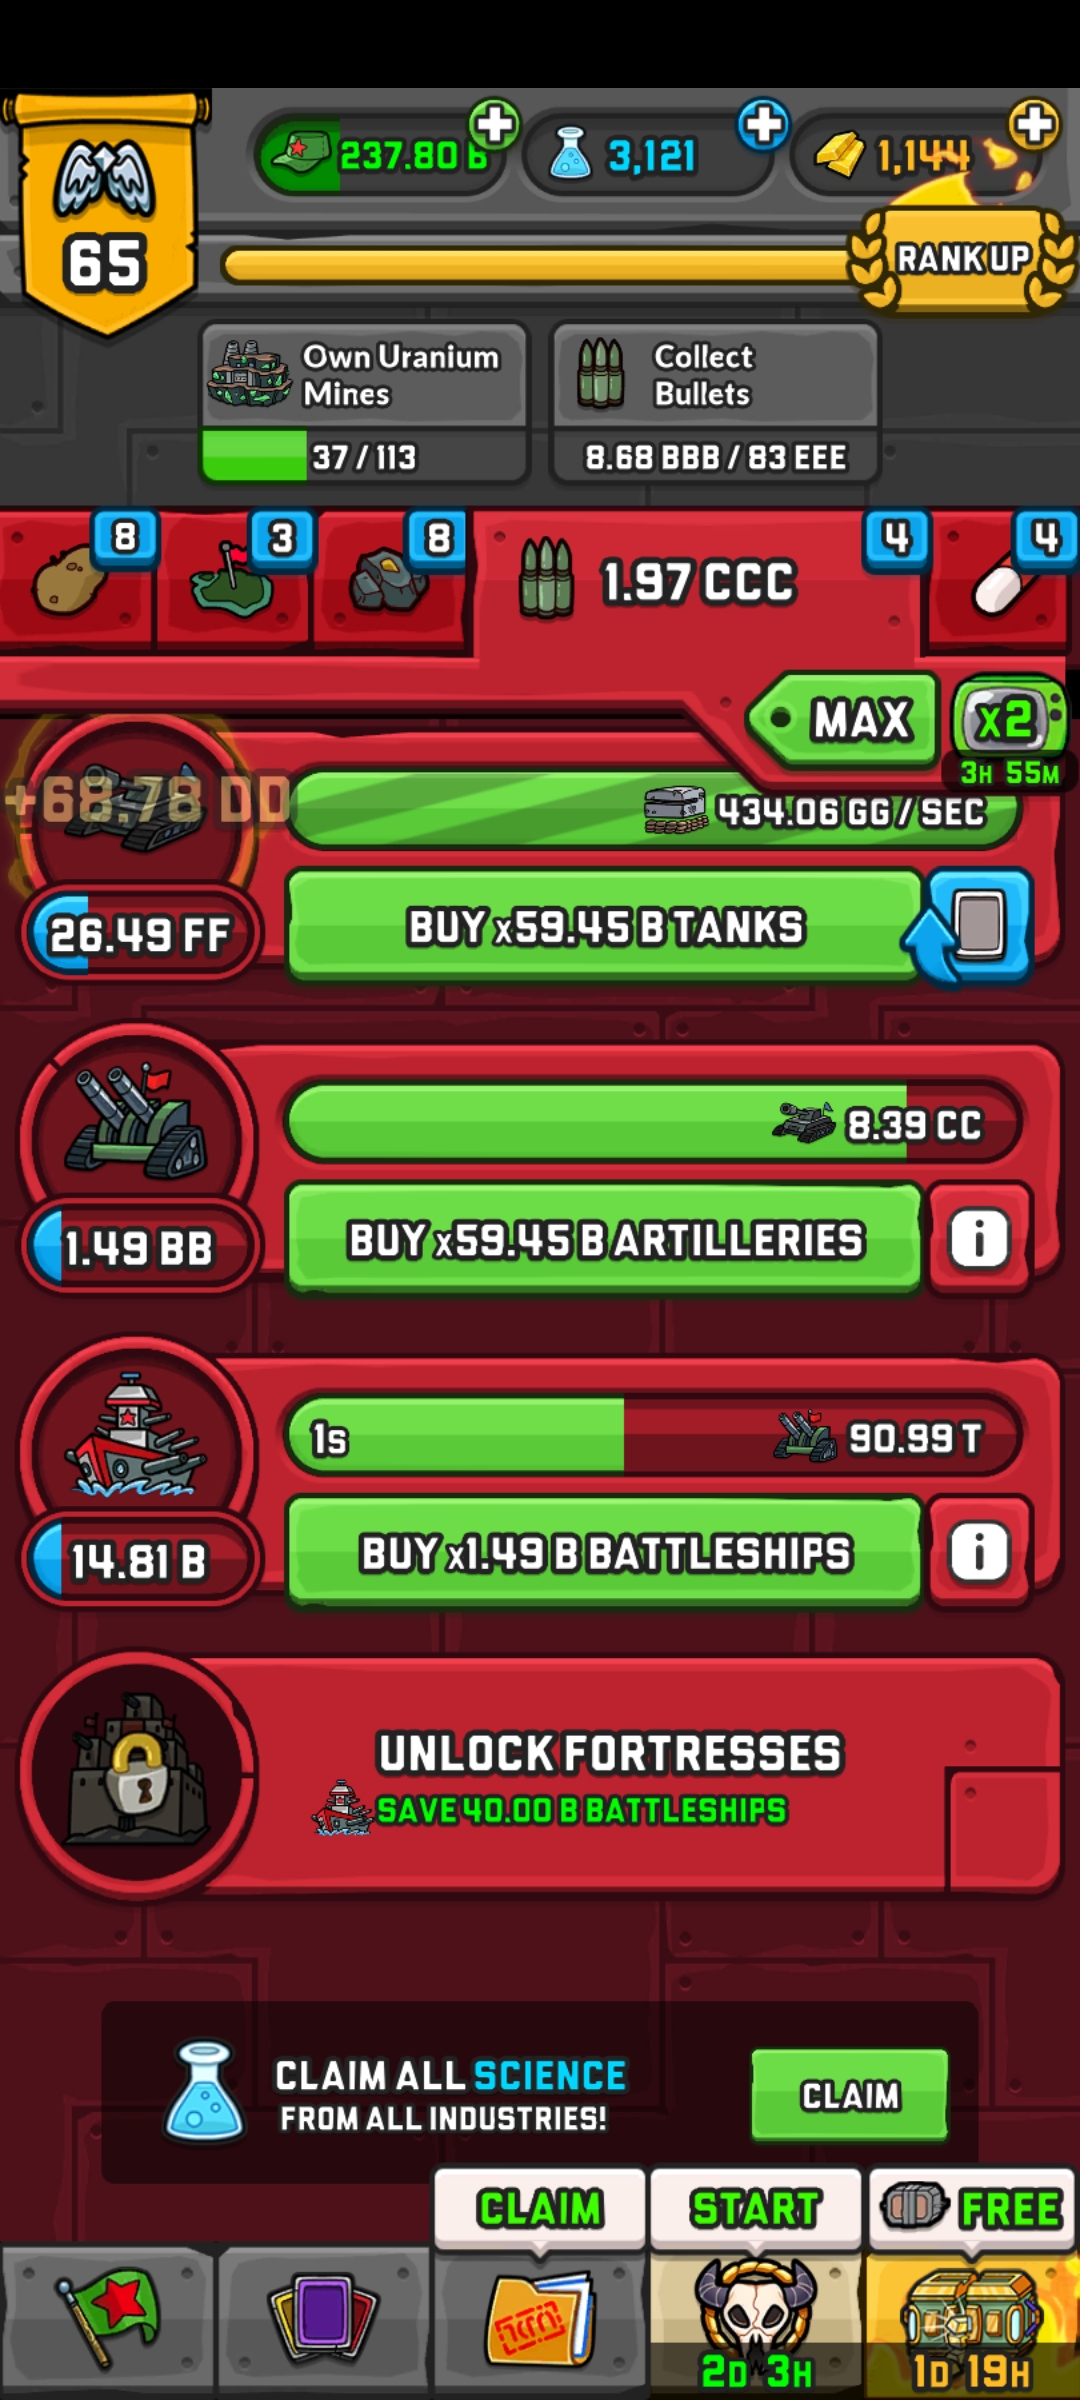 237.80 B
3,121
1,144
65
RANK UP
Own Uranium
Mines
37 / 113
Collect
Bullets
8.68 BBB / 83 EEE
8
3
8
1.97 CCC
4
4
MAX
x2
3H 55M
+68.78 DD
434.06 GG / SEC
26.49 FF
BUY x59.45 B TANKS
8.39 CC
1.49 BB
BUY x59.45 B ARTILLERIES
i
1s
90.99 T
14.81 B
BUY x1.49 B BATTLESHIPS
i
UNLOCK FORTRESSES
SAVE 40.00 B BATTLESHIPS
CLAIM ALL SCIENCE
FROM ALL INDUSTRIES!
CLAIM
CLAIM
START
FREE
2D 3H
1D 19H